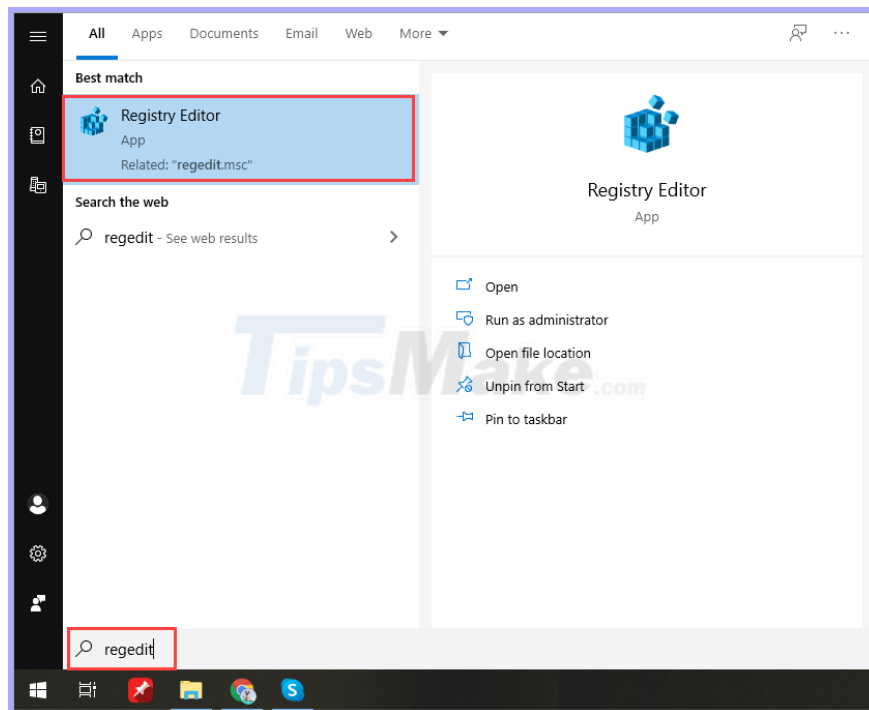 All Apps Documents Email Web More
Best match
Registry Editor
App
Related: "regedit.msc"
Search the web
regedit - See web results
Registry Editor
App
Open
Run as administrator
Open file location
Unpin from Start
Pin to taskbar
TipsMake.com
regedit